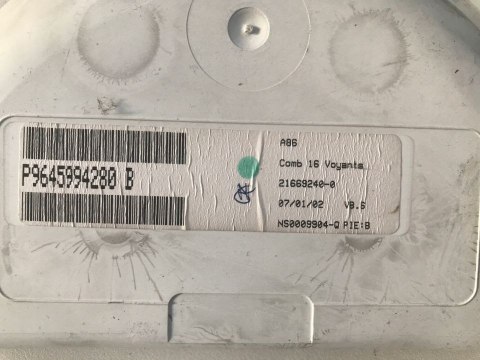 P9645994280 B
A86
Comb 16 Voyants
21669240-0
07/01/02 V8.6
NS0009904-Q PIE:B